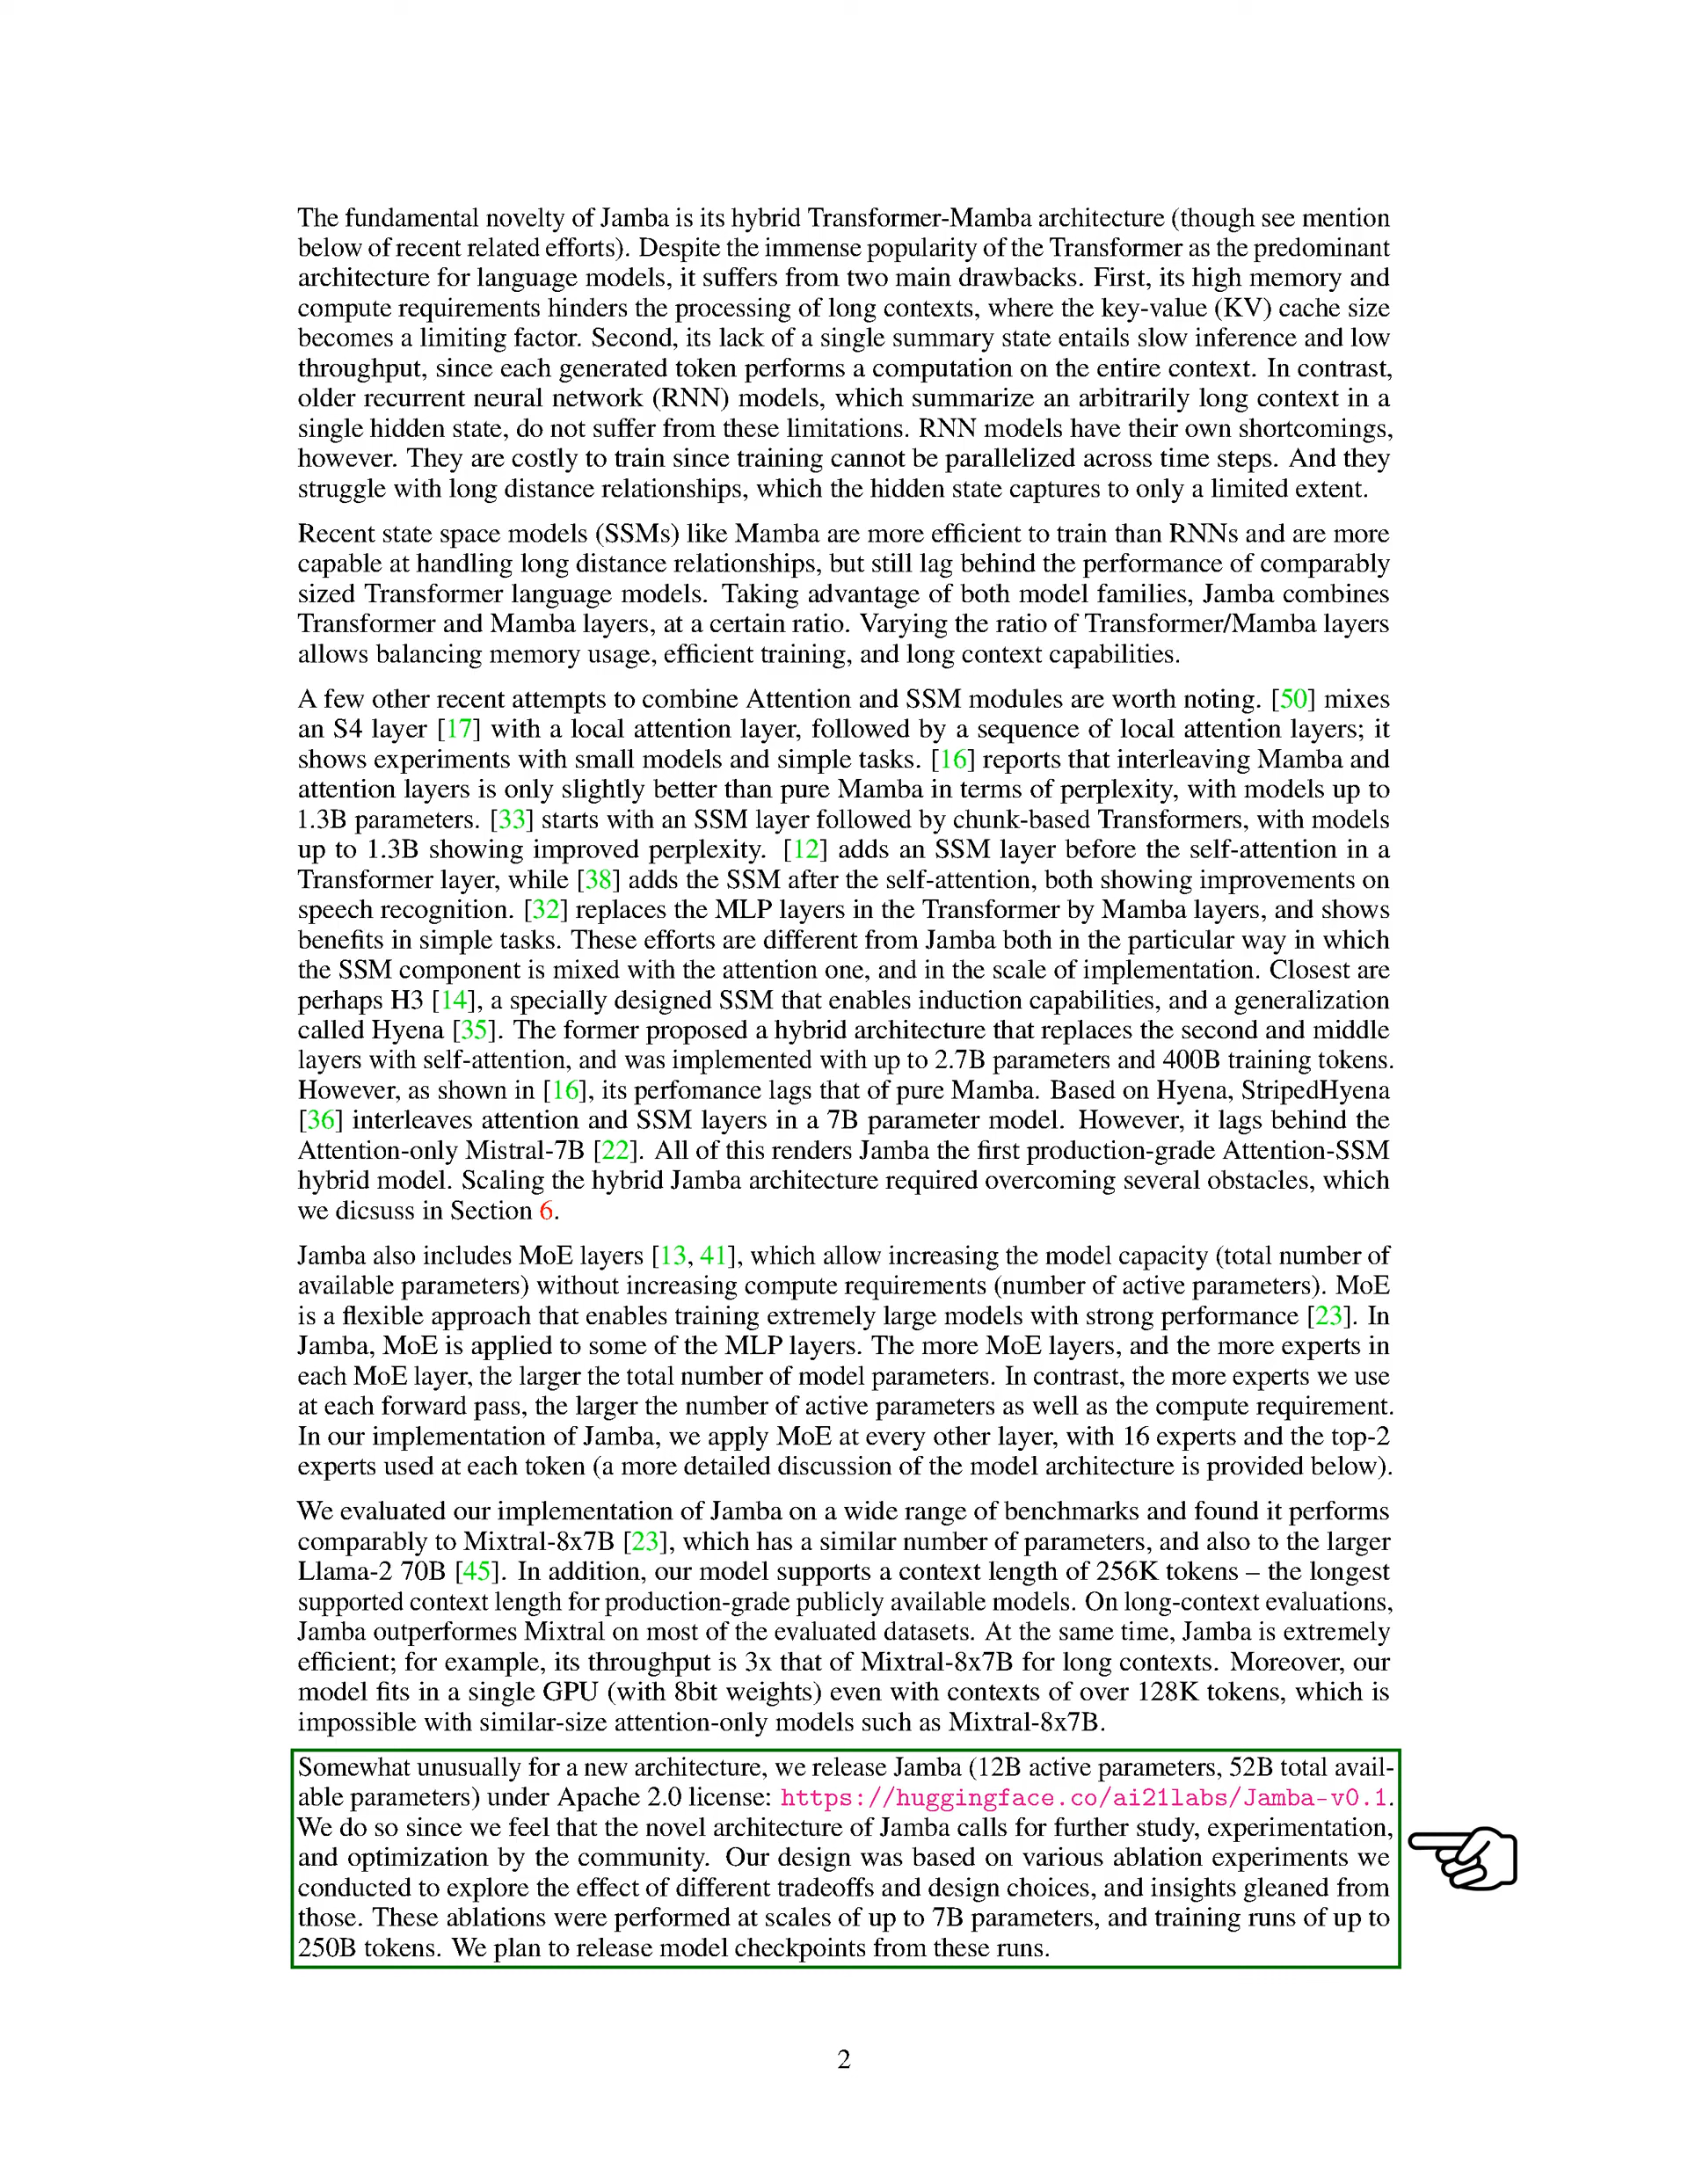 The fundamental novelty of Jamba is its hybrid Transformer-Mamba architecture (though see mention
below of recent related efforts). Despite the immense popularity of the Transformer as the predominant
architecture for language models, it suffers from two main drawbacks. First, its high memory and
compute requirements hinders the processing of long contexts, where the key-value (KV) cache size
becomes a limiting factor. Second, its lack of a single summary state entails slow inference and low
throughput, since each generated token performs a computation on the entire context. In contrast,
older recurrent neural network (RNN) models, which summarize an arbitrarily long context in a
single hidden state, do not suffer from these limitations. RNN models have their own shortcomings,
however. They are costly to train since training cannot be parallelized across time steps. And they
struggle with long distance relationships, which the hidden state captures to only a limited extent.
Recent state space models (SSMs) like Mamba are more efficient to train than RNNs and are more
capable at handling long distance relationships, but still lag behind the performance of comparably
sized Transformer language models. Taking advantage of both model families, Jamba combines
Transformer and Mamba layers, at a certain ratio. Varying the ratio of Transformer/Mamba layers
allows balancing memory usage, efficient training, and long context capabilities.
A few other recent attempts to combine Attention and SSM modules are worth noting. [50] mixes
an S4 layer [17] with a local attention layer, followed by a sequence of local attention layers; it
shows experiments with small models and simple tasks. [16] reports that interleaving Mamba and
attention layers is only slightly better than pure Mamba in terms of perplexity, with models up to
1.3B parameters. [33] starts with an SSM layer followed by chunk-based Transformers, with models
up to 1.3B showing improved perplexity. [12] adds an SSM layer before the self-attention in a
Transformer layer, while [38] adds the SSM after the self-attention, both showing improvements on
speech recognition. [32] replaces the MLP layers in the Transformer by Mamba layers, and shows
benefits in simple tasks. These efforts are different from Jamba both in the particular way in which
the SSM component is mixed with the attention one, and in the scale of implementation. Closest are
perhaps H3 [14], a specially designed SSM that enables induction capabilities, and a generalization
called Hyena [35]. The former proposed a hybrid architecture that replaces the second and middle
layers with self-attention, and was implemented with up to 2.7B parameters and 400B training tokens.
However, as shown in [16], its perfomance lags that of pure Mamba. Based on Hyena, StripedHyena
[36] interleaves attention and SSM layers in a 7B parameter model. However, it lags behind the
Attention-only Mistral-7B [22]. All of this renders Jamba the first production-grade Attention-SSM
hybrid model. Scaling the hybrid Jamba architecture required overcoming several obstacles, which
we dicsuss in Section 6.
Jamba also includes MoE layers [13, 41], which allow increasing the model capacity (total number of
available parameters) without increasing compute requirements (number of active parameters). MoE
is a flexible approach that enables training extremely large models with strong performance [23]. In
Jamba, MoE is applied to some of the MLP layers. The more MoE layers, and the more experts in
each MoE layer, the larger the total number of model parameters. In contrast, the more experts we use
at each forward pass, the larger the number of active parameters as well as the compute requirement.
In our implementation of Jamba, we apply MoE at every other layer, with 16 experts and the top-2
experts used at each token (a more detailed discussion of the model architecture is provided below).
We evaluated our implementation of Jamba on a wide range of benchmarks and found it performs
comparably to Mixtral-8x7B [23], which has a similar number of parameters, and also to the larger
Llama-2 70B [45]. In addition, our model supports a context length of 256K tokens – the longest
supported context length for production-grade publicly available models. On long-context evaluations,
Jamba outperformes Mixtral on most of the evaluated datasets. At the same time, Jamba is extremely
efficient; for example, its throughput is 3x that of Mixtral-8x7B for long contexts. Moreover, our
model fits in a single GPU (with 8bit weights) even with contexts of over 128K tokens, which is
impossible with similar-size attention-only models such as Mixtral-8x7B.
Somewhat unusually for a new architecture, we release Jamba (12B active parameters, 52B total avail-
able parameters) under Apache 2.0 license: https://huggingface.co/ai21labs/Jamba-v0.1.
We do so since we feel that the novel architecture of Jamba calls for further study, experimentation,
and optimization by the community. Our design was based on various ablation experiments we
conducted to explore the effect of different tradeoffs and design choices, and insights gleaned from
those. These ablations were performed at scales of up to 7B parameters, and training runs of up to
250B tokens. We plan to release model checkpoints from these runs.
2